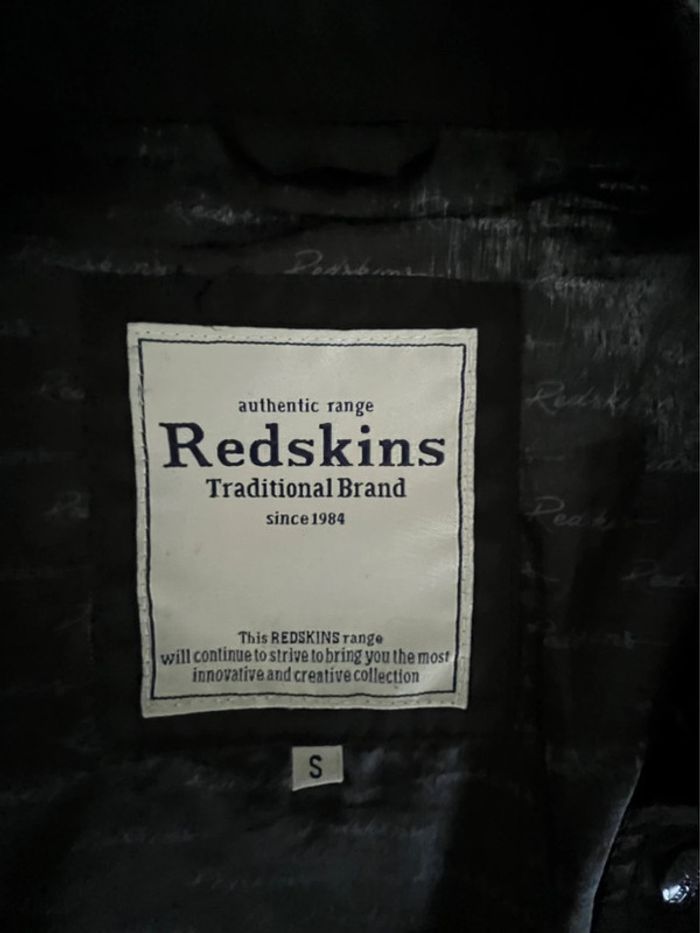 Redskins
authentic range
Redskins
Traditional Brand
since 1984
This REDSKINS range
will continue to strive to bring you the most
innovative and creative collection
S